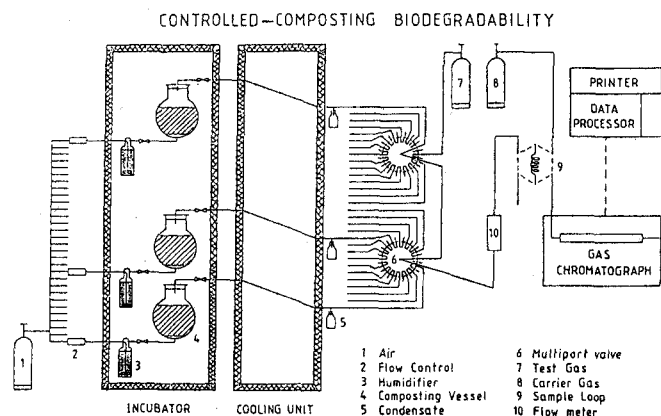 CONTROLLED-COMPOSTING BIODEGRADABILITY
7
8
PRINTER
DATA
PROCESSOR
9
10
6
GAS
CHROMATOGRAPH
1
2
3
4
5
INCUBATOR
COOLING UNIT
1 Air
2 Flow Control
3 Humidifier
4 Composting Vessel
5 Condensate
6 Multiport valve
7 Test Gas
8 Carrier Gas
9 Sample Loop
10 Flow meter